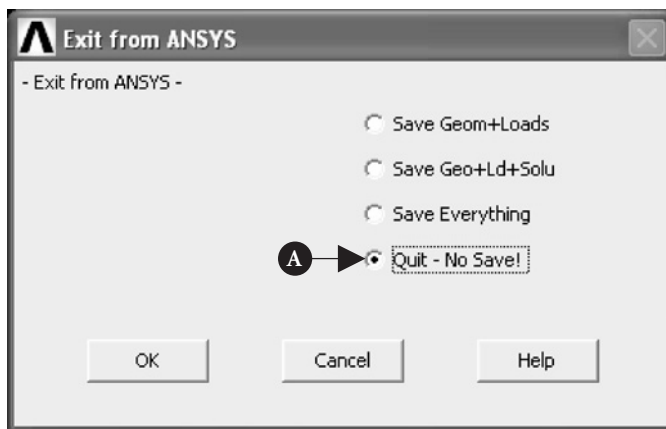 Exit from ANSYS
- Exit from ANSYS -
Save Geom+Loads
Save Geo+Ld+Solu
Save Everything
A
Quit - No Save!
OK
Cancel
Help